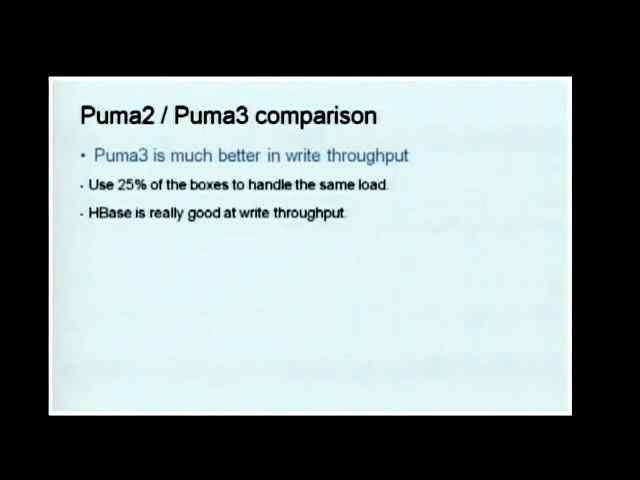 Puma2 / Puma3 comparison
• Puma3 is much better in write throughput
- Use 25% of the boxes to handle the same load.
- HBase is really good at write throughput.